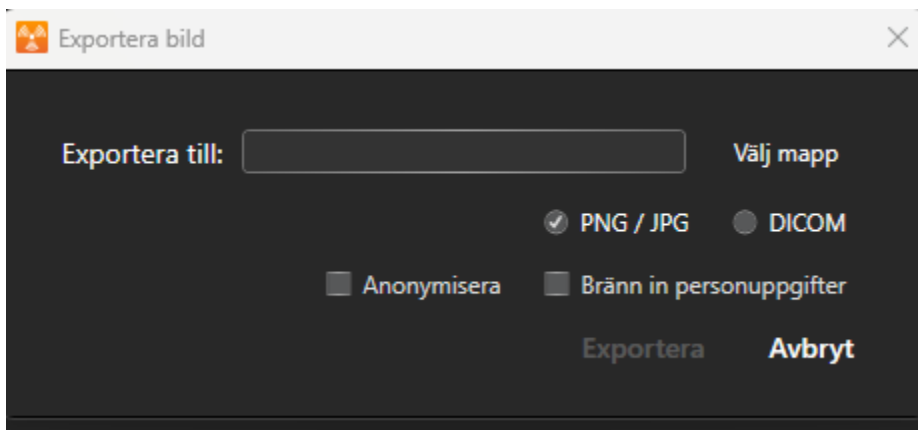 Exportera bild
Exportera till: Välj mapp
PNG / JPG DICOM
Anonymisera Bränn in personuppgifter
Exportera Avbryt